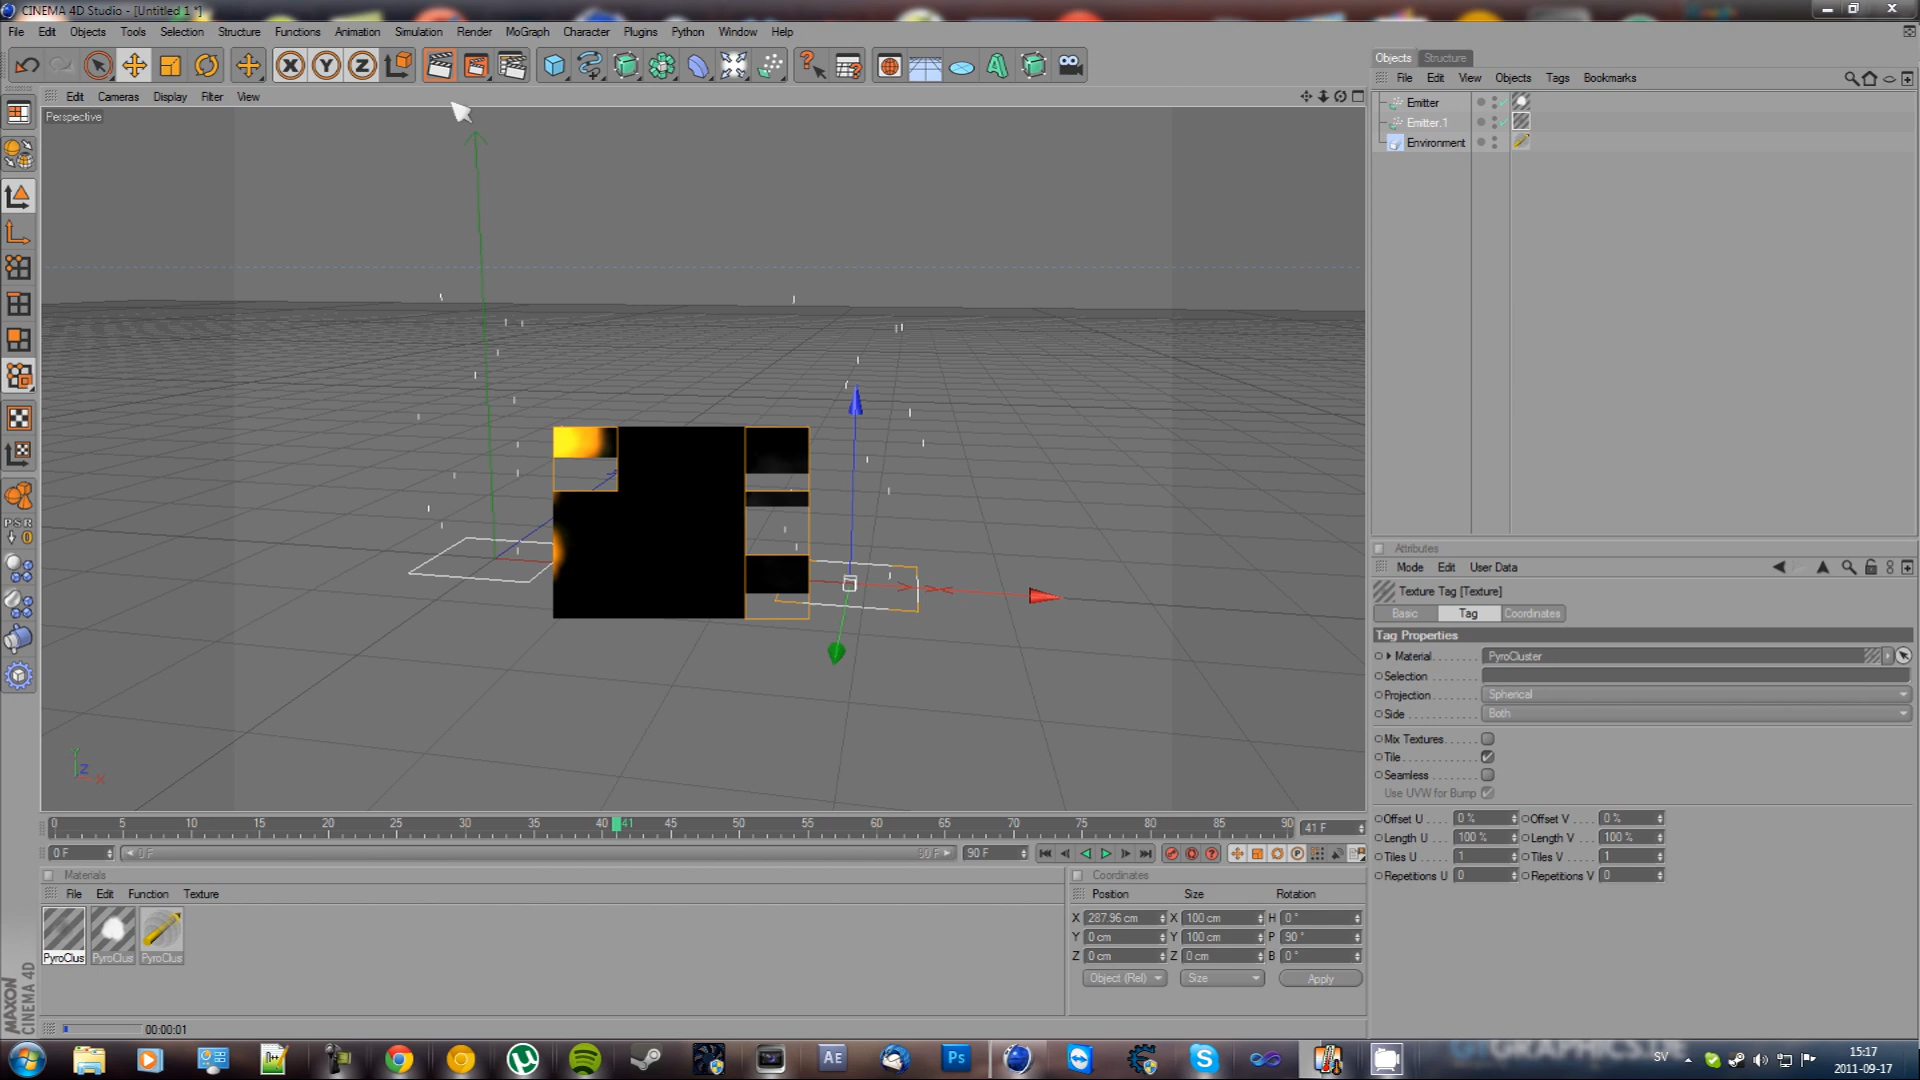 CINEMA 4D Studio - [Untitled 1 *]
File Edit Objects Tools Selection Structure Functions Animation Simulation Render MoGraph Character Plugins Python Window Help
Edit Cameras Display Filter View
Perspective
Objects Structure
File Edit View Objects Tags Bookmarks
Emitter
Emitter.1
Environment
Attributes
Mode Edit User Data
Texture Tag [Texture]
Basic Tag Coordinates
Tag Properties
Material PyroCluster
Selection
Projection Spherical
Side Both
Mix Textures
Tile
Seamless
Use UVW for Bump
Offset U 0 % Offset V 0 %
Length U 100 % Length V 100 %
Tiles U 1 Tiles V 1
Repetitions U 0 Repetitions V 0
PSR
0
Y Z X
0 5 10 15 20 25 30 35 40 41 45 50 55 60 65 70 75 80 85 90 41 F
0 F 0 F 90 F 90 F
Materials
File Edit Function Texture
PyroClus PyroClus PyroClus
Coordinates
Position Size Rotation
X 287.96 cm X 100 cm H 0 °
Y 0 cm Y 100 cm P 90 °
Z 0 cm Z 0 cm B 0 °
Object (Rel) Size Apply
MAXON
CINEMA 4D
00:00:01
AE Ps
SV
15:17
2011-09-17